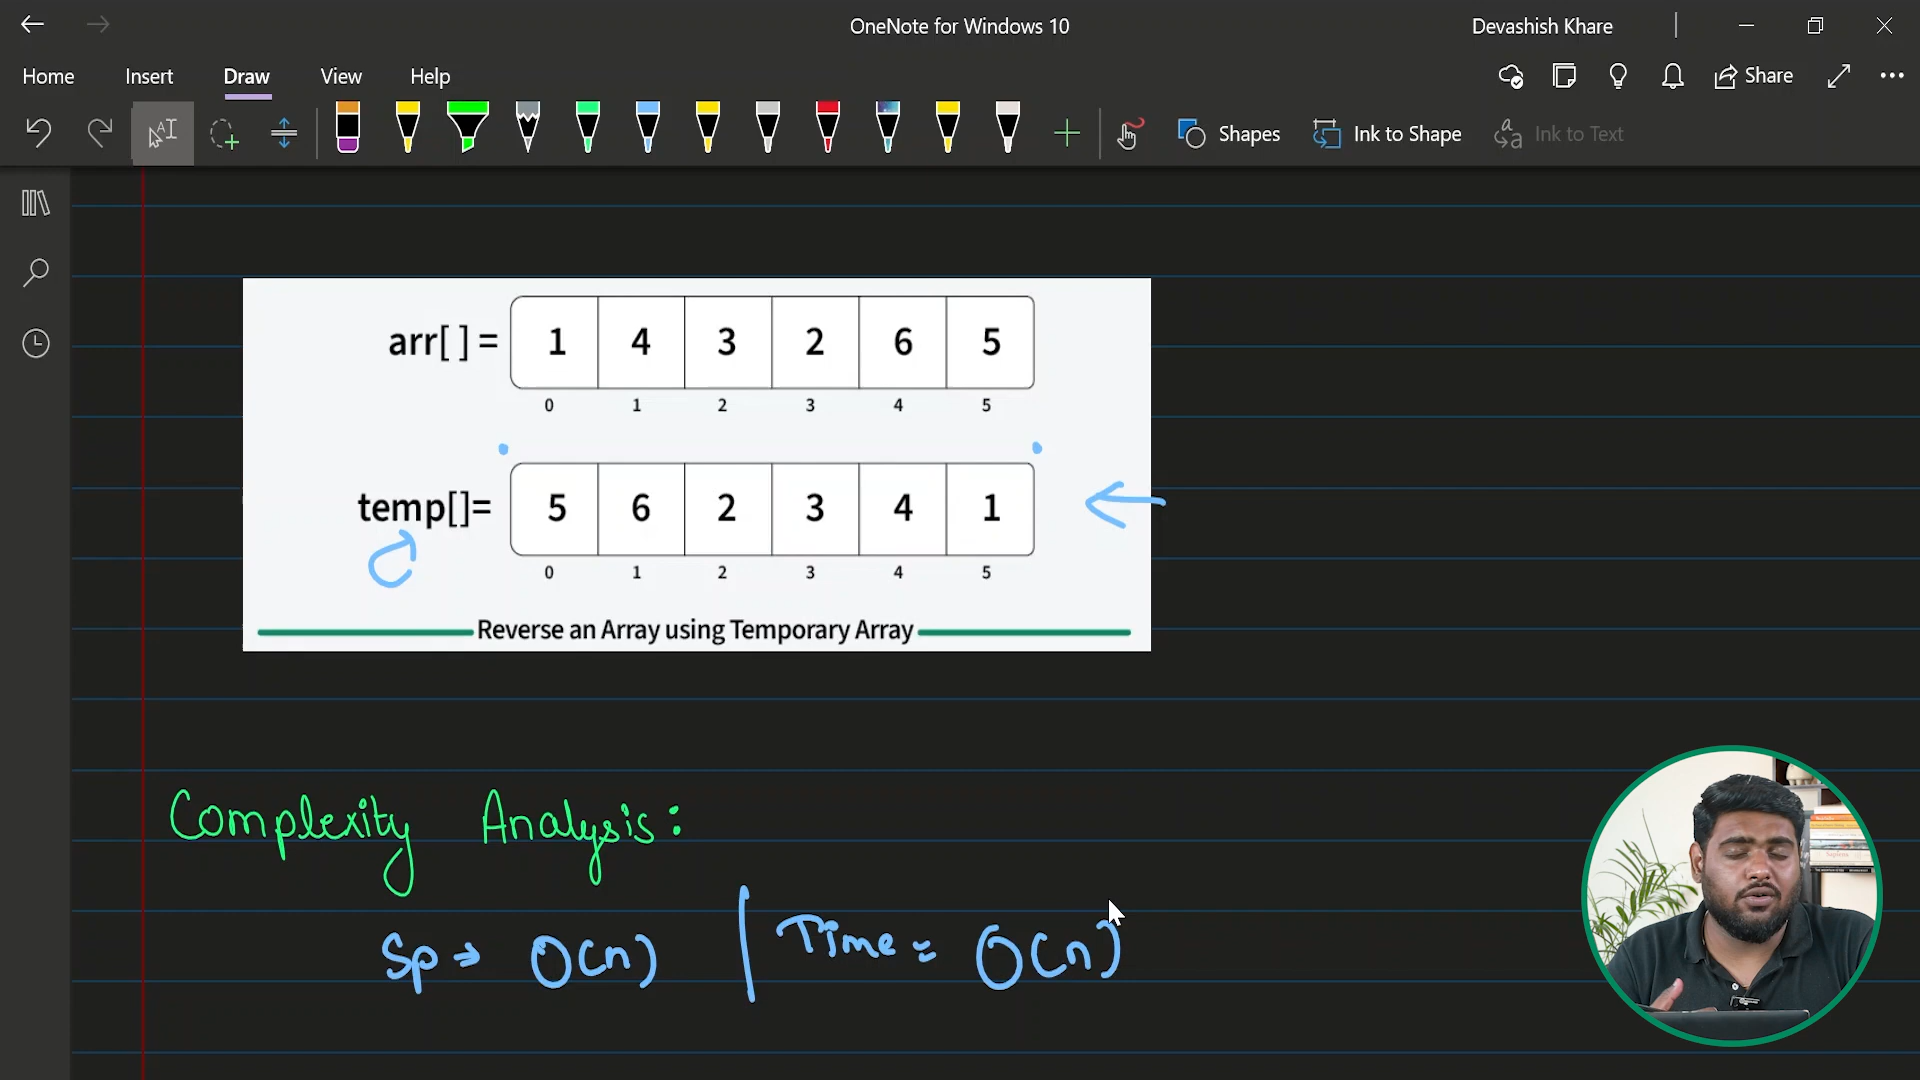 OneNote for Windows 10
Devashish Khare
Home Insert Draw View Help
Share
Shapes Ink to Shape Ink to Text
arr[ ] = 1 4 3 2 6 5
0 1 2 3 4 5
temp[]= 5 6 2 3 4 1
0 1 2 3 4 5
Reverse an Array using Temporary Array
Complexity Analysis:
Sp → O(n) | Time = O(n)